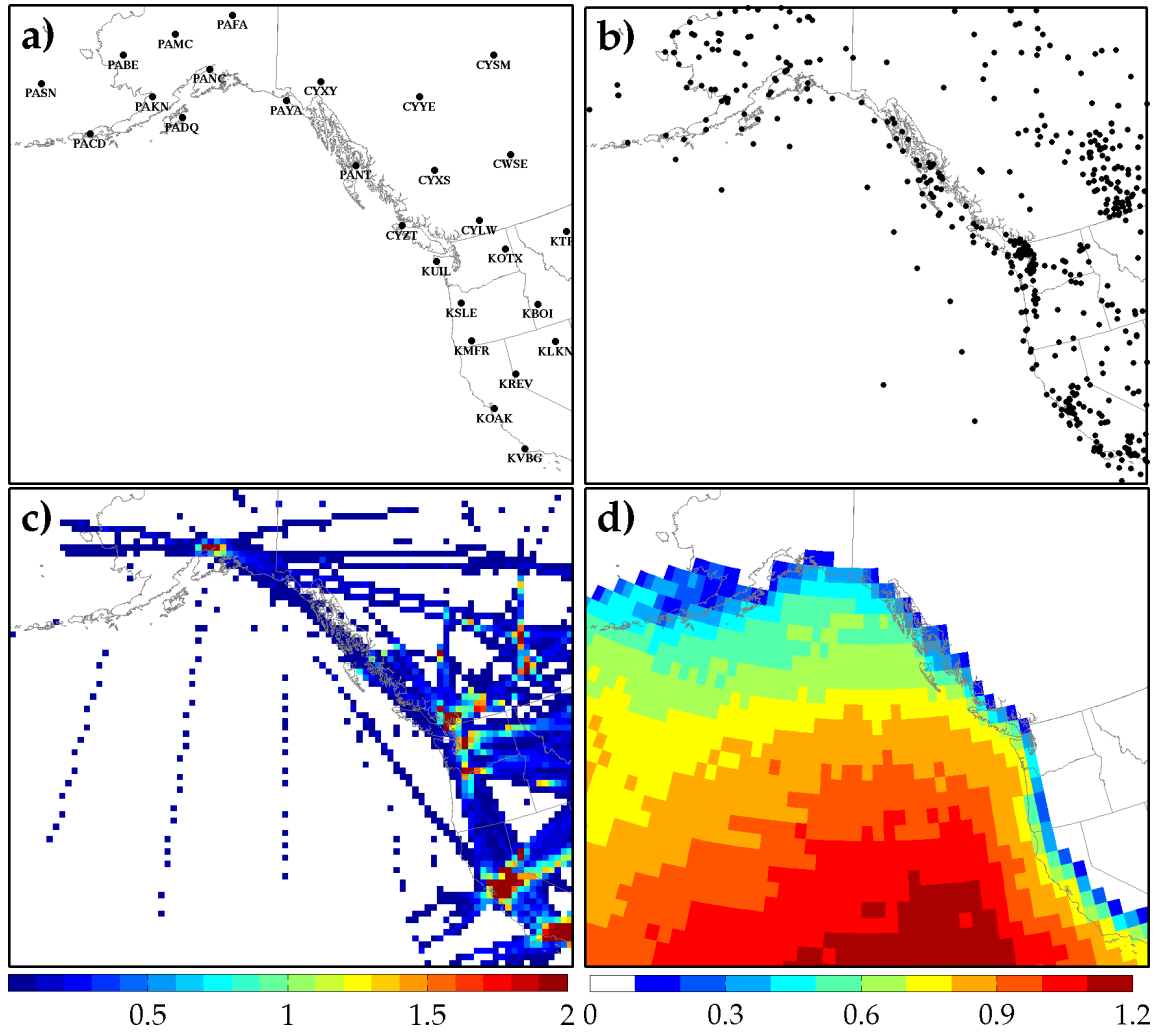 a)
PAFA
PAMC
PABE
PANC
CYSM
PASN
PAKN
CYXY
CYYE
PADQ
PAYA
PACD
CWSE
PANT
CYXS
CYZT
CYLW
KOTX
KUIL
KSLE
KBOI
KMFR
KLKN
KREV
KOAK
KVBG
b)
c)
d)
0.5 1 1.5 2
0 0.3 0.6 0.9 1.2